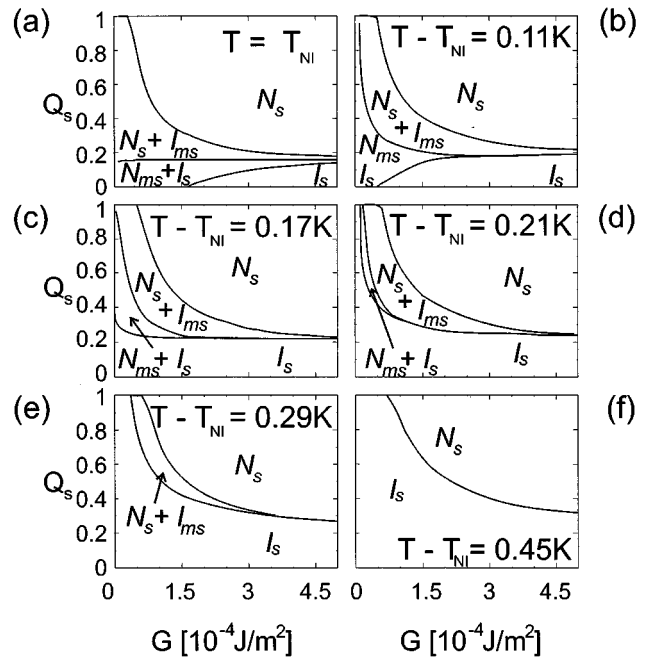 (a)
T = T_NI
1
0.8
0.6
0.4
0.2
0
Q_s
N_s
N_s + I_ms
N_ms + I_s
I_s
(b)
T - T_NI = 0.11K
N_s
N_s + I_ms
N_ms
I_s
I_s
(c)
T - T_NI = 0.17K
1
0.8
0.6
0.4
0.2
0
Q_s
N_s
N_s + I_ms
N_ms + I_s
I_s
(d)
T - T_NI = 0.21K
N_s
N_s + I_ms
N_ms + I_s
I_s
(e)
T - T_NI = 0.29K
1
0.8
0.6
0.4
0.2
0
Q_s
N_s
N_s + I_ms
I_s
0 1.5 3 4.5
G [10⁻⁴J/m²]
(f)
N_s
I_s
T - T_NI = 0.45K
0 1.5 3 4.5
G [10⁻⁴J/m²]